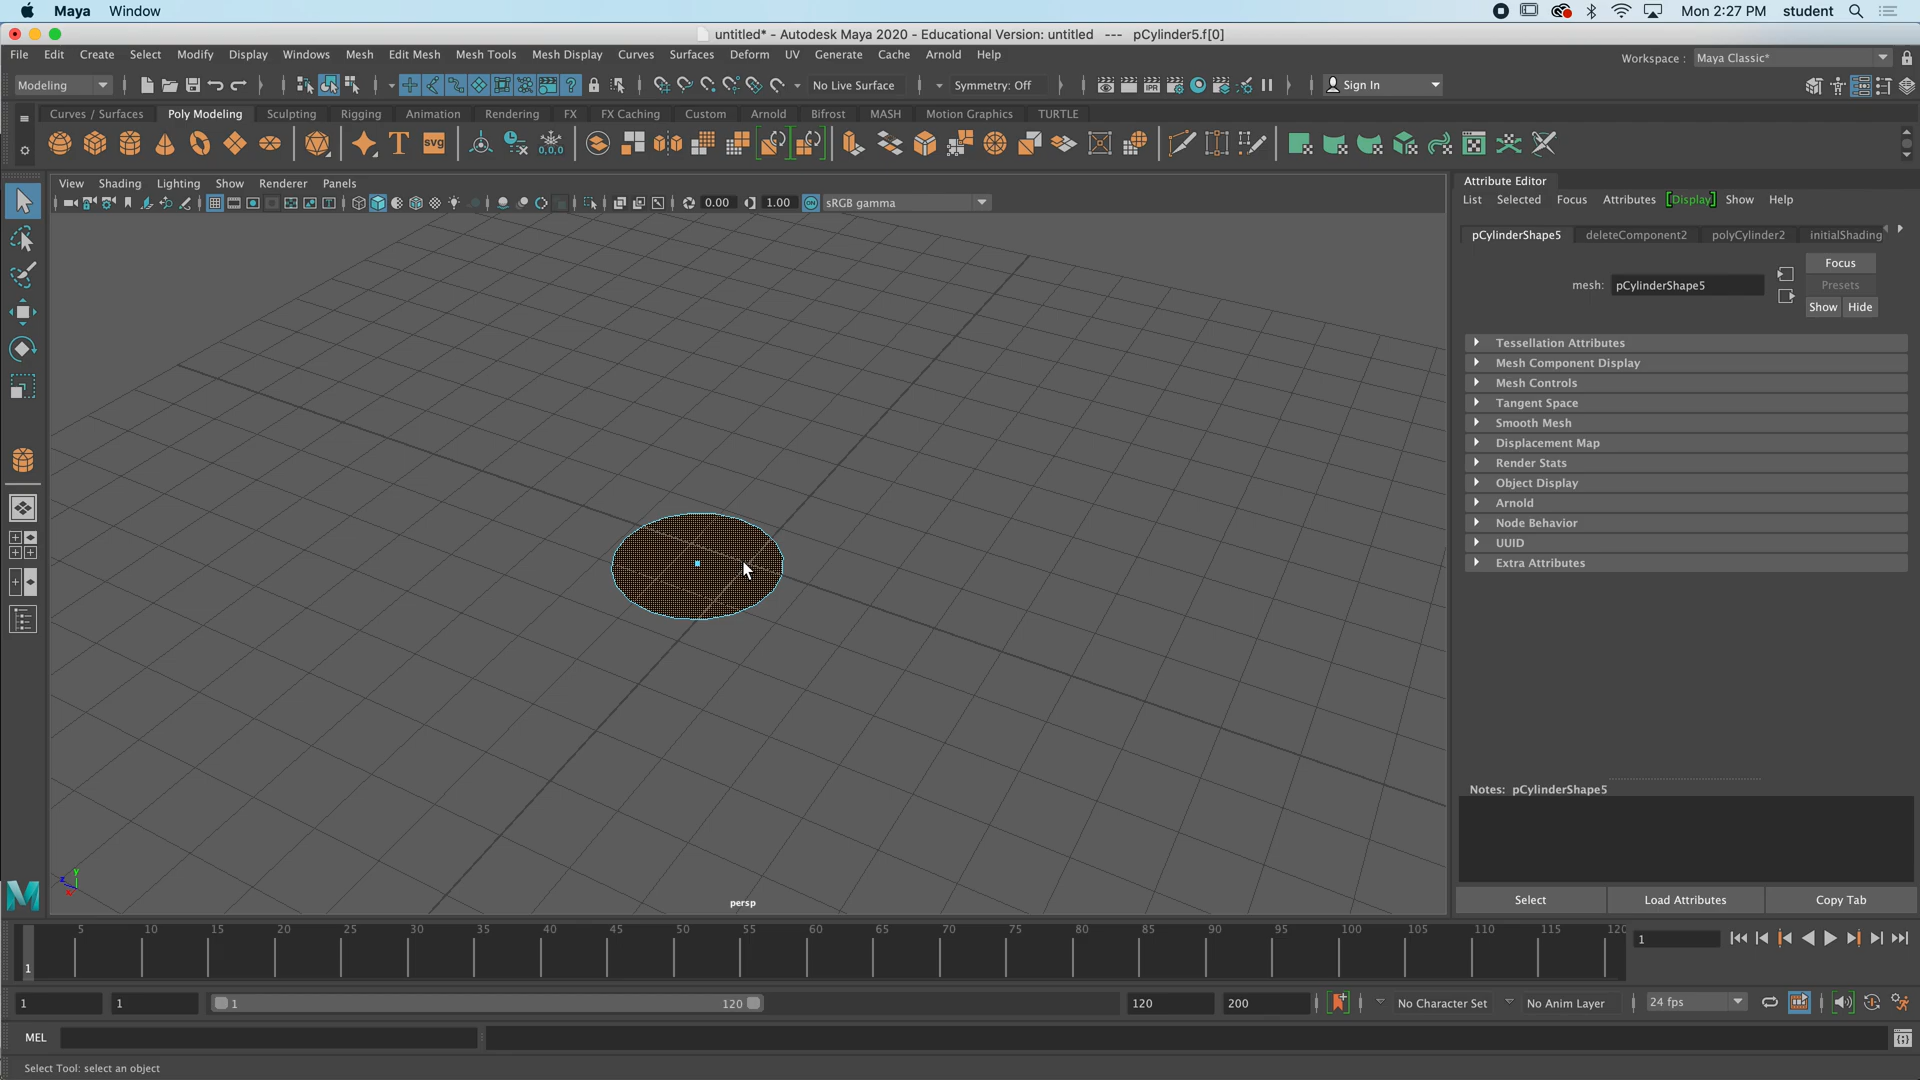 Maya Window Mon 2:27 PM student
untitled* - Autodesk Maya 2020 - Educational Version: untitled --- pCylinder5.f[0]
File Edit Create Select Modify Display Windows Mesh Edit Mesh Mesh Tools Mesh Display Curves Surfaces Deform UV Generate Cache Arnold Help Workspace : Maya Classic*
Modeling No Live Surface Symmetry: Off IPR Sign In
Curves / Surfaces Poly Modeling Sculpting Rigging Animation Rendering FX FX Caching Custom Arnold Bifrost MASH Motion Graphics TURTLE
T SVG 0,0,0
View Shading Lighting Show Renderer Panels
0.00 1.00 ON sRGB gamma
Attribute Editor
List Selected Focus Attributes [Display] Show Help
pCylinderShape5 deleteComponent2 polyCylinder2 initialShading
Focus
mesh: pCylinderShape5 Presets
Show Hide
Tessellation Attributes
Mesh Component Display
Mesh Controls
Tangent Space
Smooth Mesh
Displacement Map
Render Stats
Object Display
Arnold
Node Behavior
UUID
Extra Attributes
Notes: pCylinderShape5
Select Load Attributes Copy Tab
y
z
x
persp
M
5 10 15 20 25 30 35 40 45 50 55 60 65 70 75 80 85 90 95 100 105 110 115 120
1 1
1 1 1 120 120 200 No Character Set No Anim Layer 24 fps
MEL
Select Tool: select an object